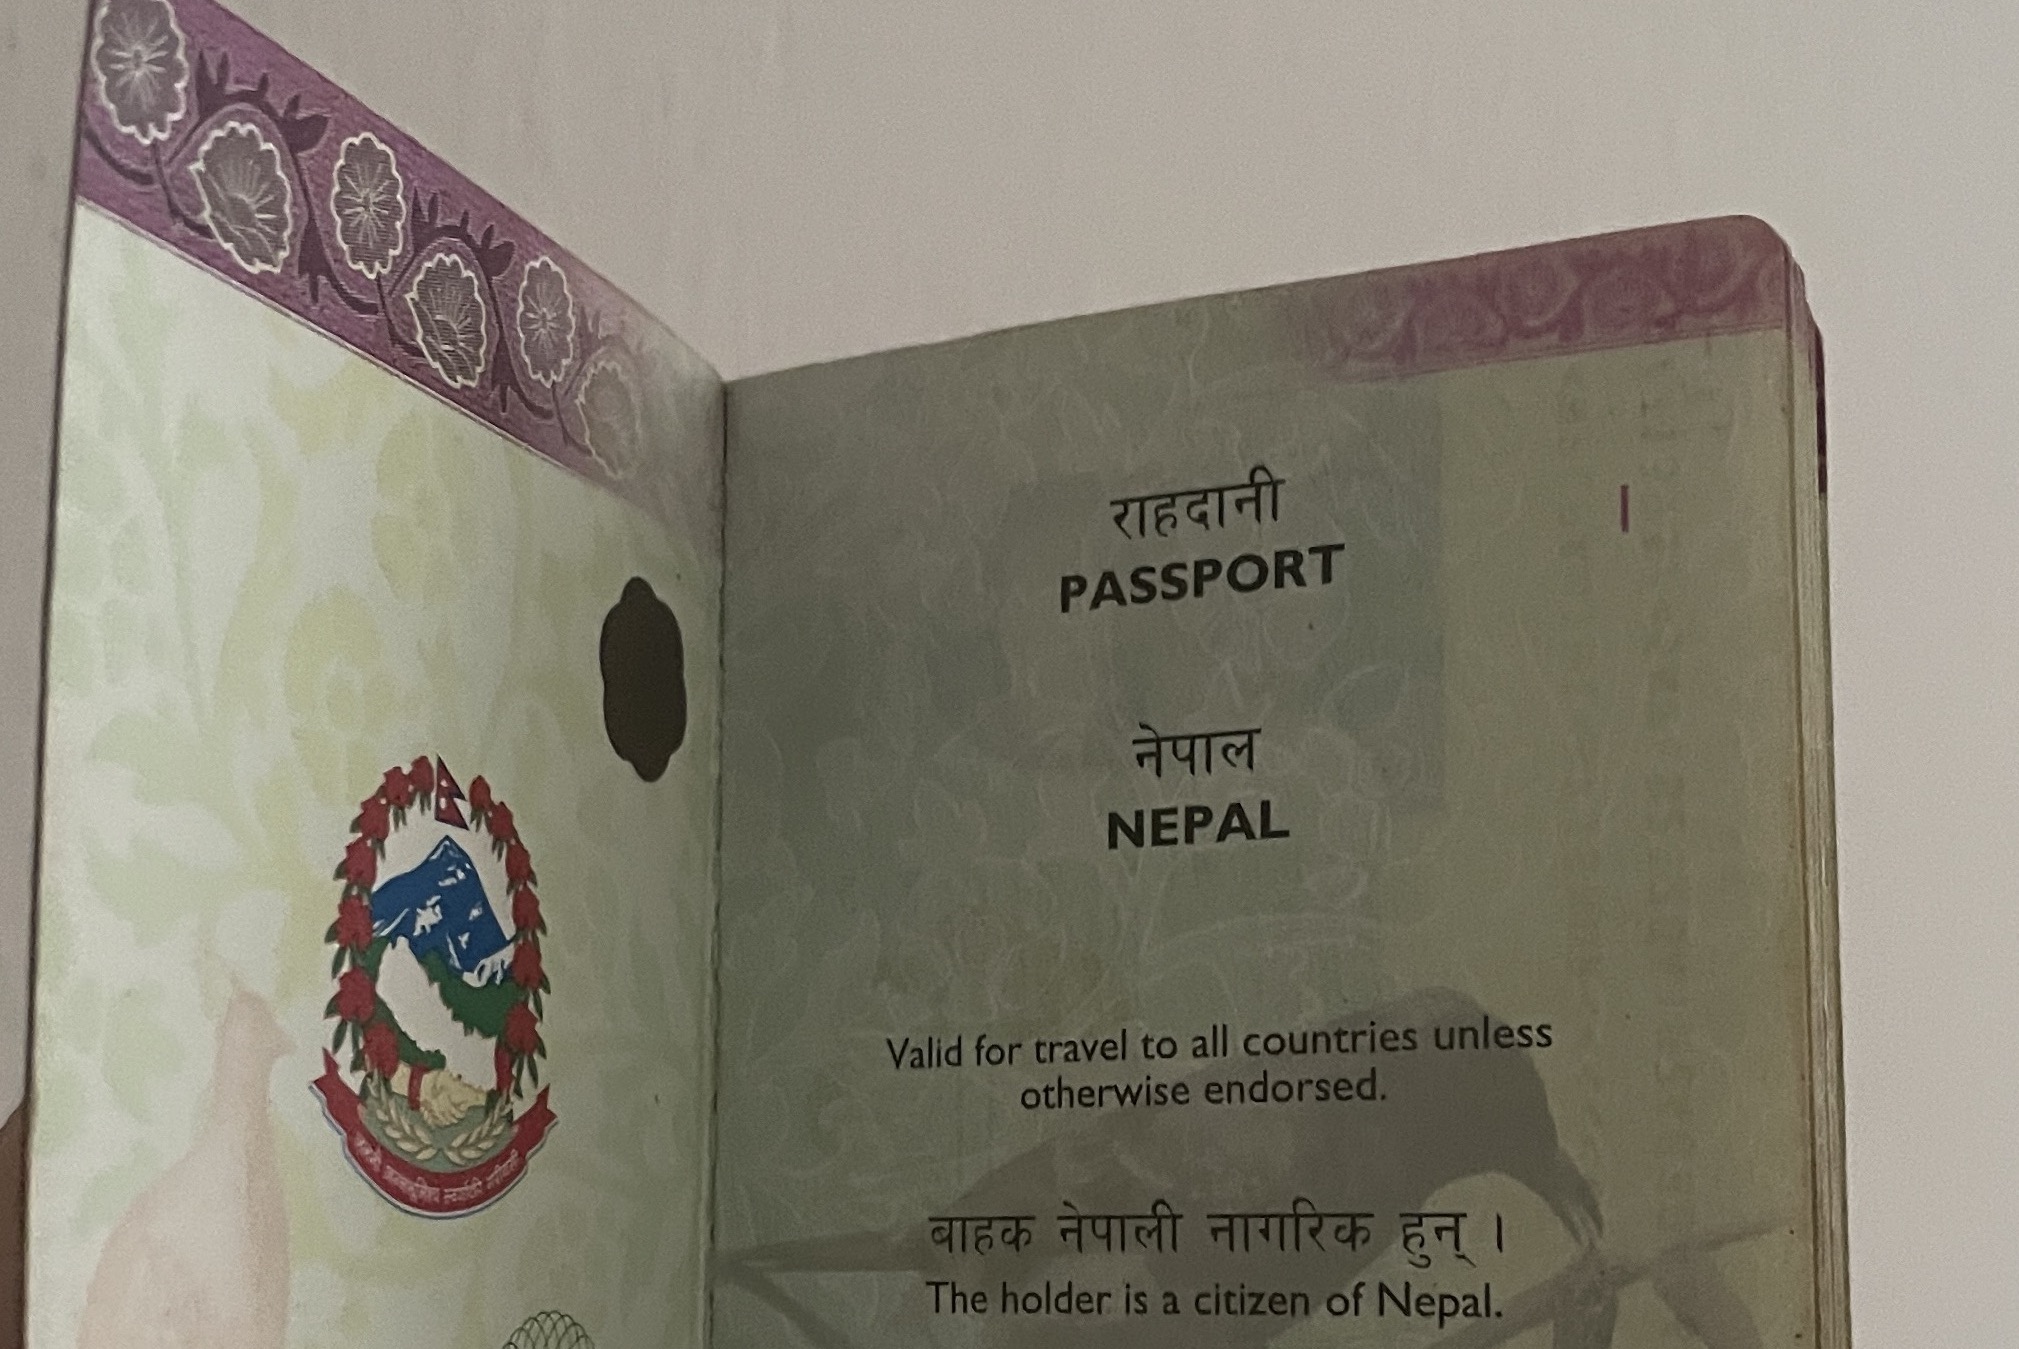 राहदानी
PASSPORT
I
नेपाल
NEPAL
Valid for travel to all countries unless
otherwise endorsed.
बाहक नेपाली नागरिक हुन् ।
The holder is a citizen of Nepal.